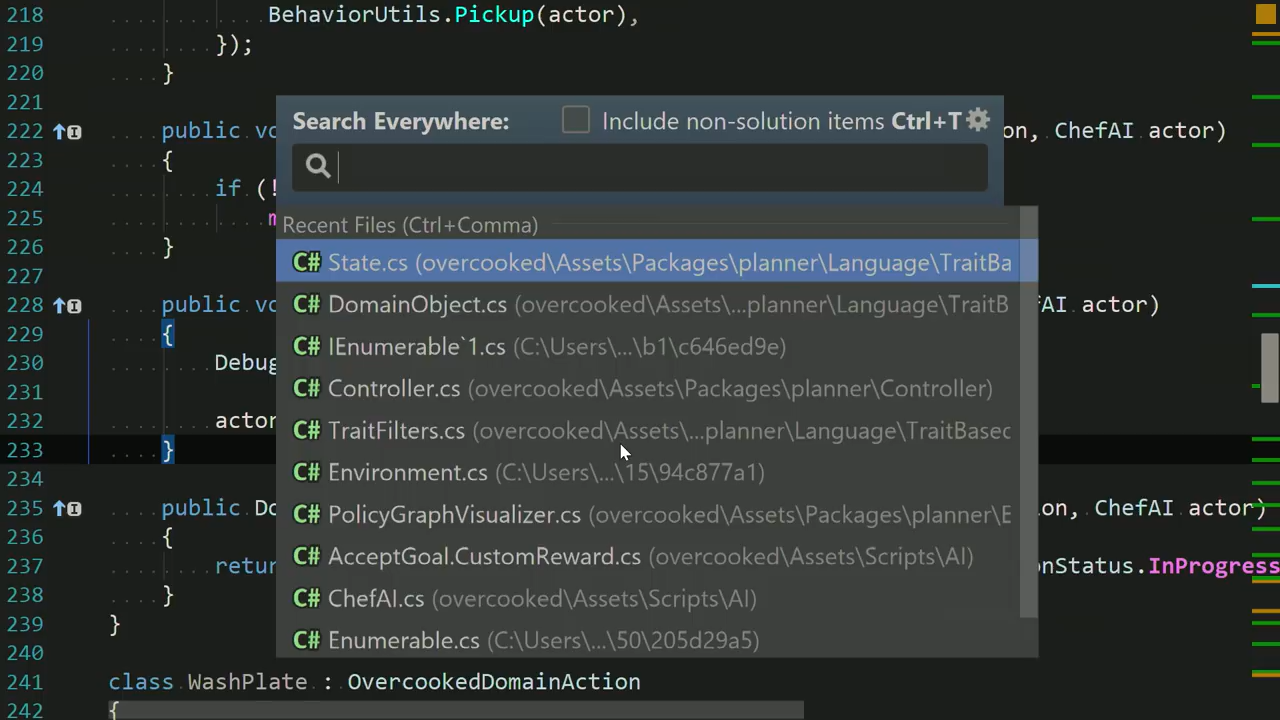 218 BehaviorUtils.Pickup(actor),
219 });
220 }
221
222 public vo on, ChefAI actor)
Search Everywhere: Include non-solution items Ctrl+T
223 {
224 if (!
225 m
226 }
227
228 public vo AI actor)
229 {
230 Debug
231
232 actor
233 }
234
235 public Do on, ChefAI actor)
236 {
237 return onStatus.InProgress
238 }
239 }
240
241 class WashPlate : OvercookedDomainAction
242 {
Recent Files (Ctrl+Comma)
C# State.cs (overcooked\Assets\Packages\planner\Language\TraitBa
C# DomainObject.cs (overcooked\Assets\...planner\Language\TraitB
C# IEnumerable`1.cs (C:\Users\...\b1\c646ed9e)
C# Controller.cs (overcooked\Assets\Packages\planner\Controller)
C# TraitFilters.cs (overcooked\Assets\...planner\Language\TraitBased
C# Environment.cs (C:\Users\...\15\94c877a1)
C# PolicyGraphVisualizer.cs (overcooked\Assets\Packages\planner\E
C# AcceptGoal.CustomReward.cs (overcooked\Assets\Scripts\AI)
C# ChefAI.cs (overcooked\Assets\Scripts\AI)
C# Enumerable.cs (C:\Users\...\50\205d29a5)